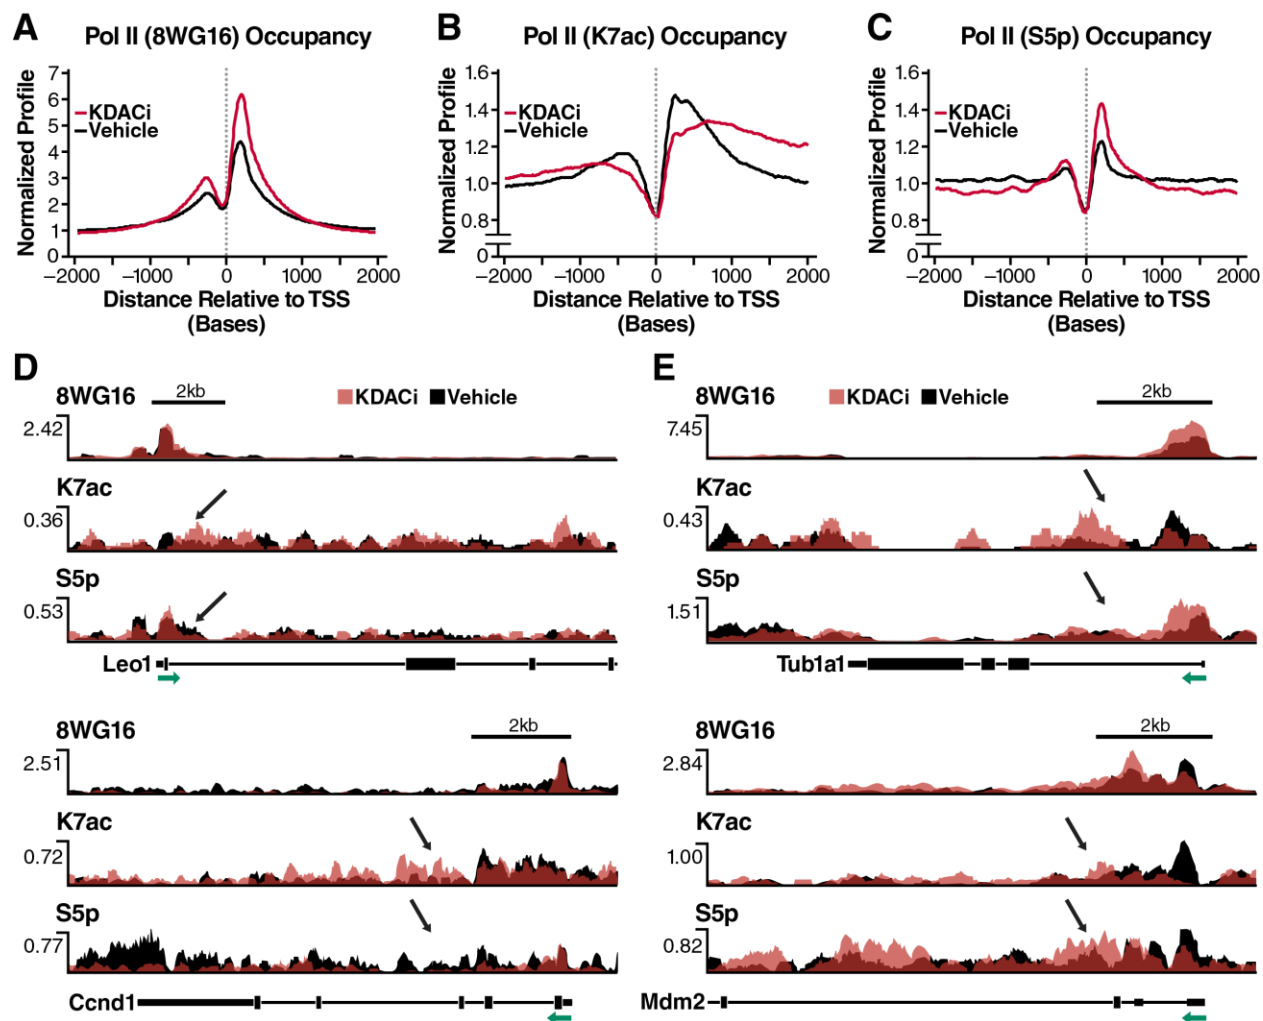 A
Pol II (8WG16) Occupancy
Normalized Profile
7
6
5
4
3
2
1
0
KDACi
Vehicle
−2000 −1000 0 1000 2000
Distance Relative to TSS
(Bases)
B
Pol II (K7ac) Occupancy
Normalized Profile
1.6
1.4
1.2
1.0
0.8
0
KDACi
Vehicle
−2000 −1000 0 1000 2000
Distance Relative to TSS
(Bases)
C
Pol II (S5p) Occupancy
Normalized Profile
1.6
1.4
1.2
1.0
0.8
0
KDACi
Vehicle
−2000 −1000 0 1000 2000
Distance Relative to TSS
(Bases)
D
8WG16
2kb
KDACi Vehicle
2.42
K7ac
0.36
S5p
0.53
Leo1
8WG16
2kb
2.51
K7ac
0.72
S5p
0.77
Ccnd1
E
8WG16
KDACi Vehicle
2kb
7.45
K7ac
0.43
S5p
1.51
Tub1a1
8WG16
2kb
2.84
K7ac
1.00
S5p
0.82
Mdm2